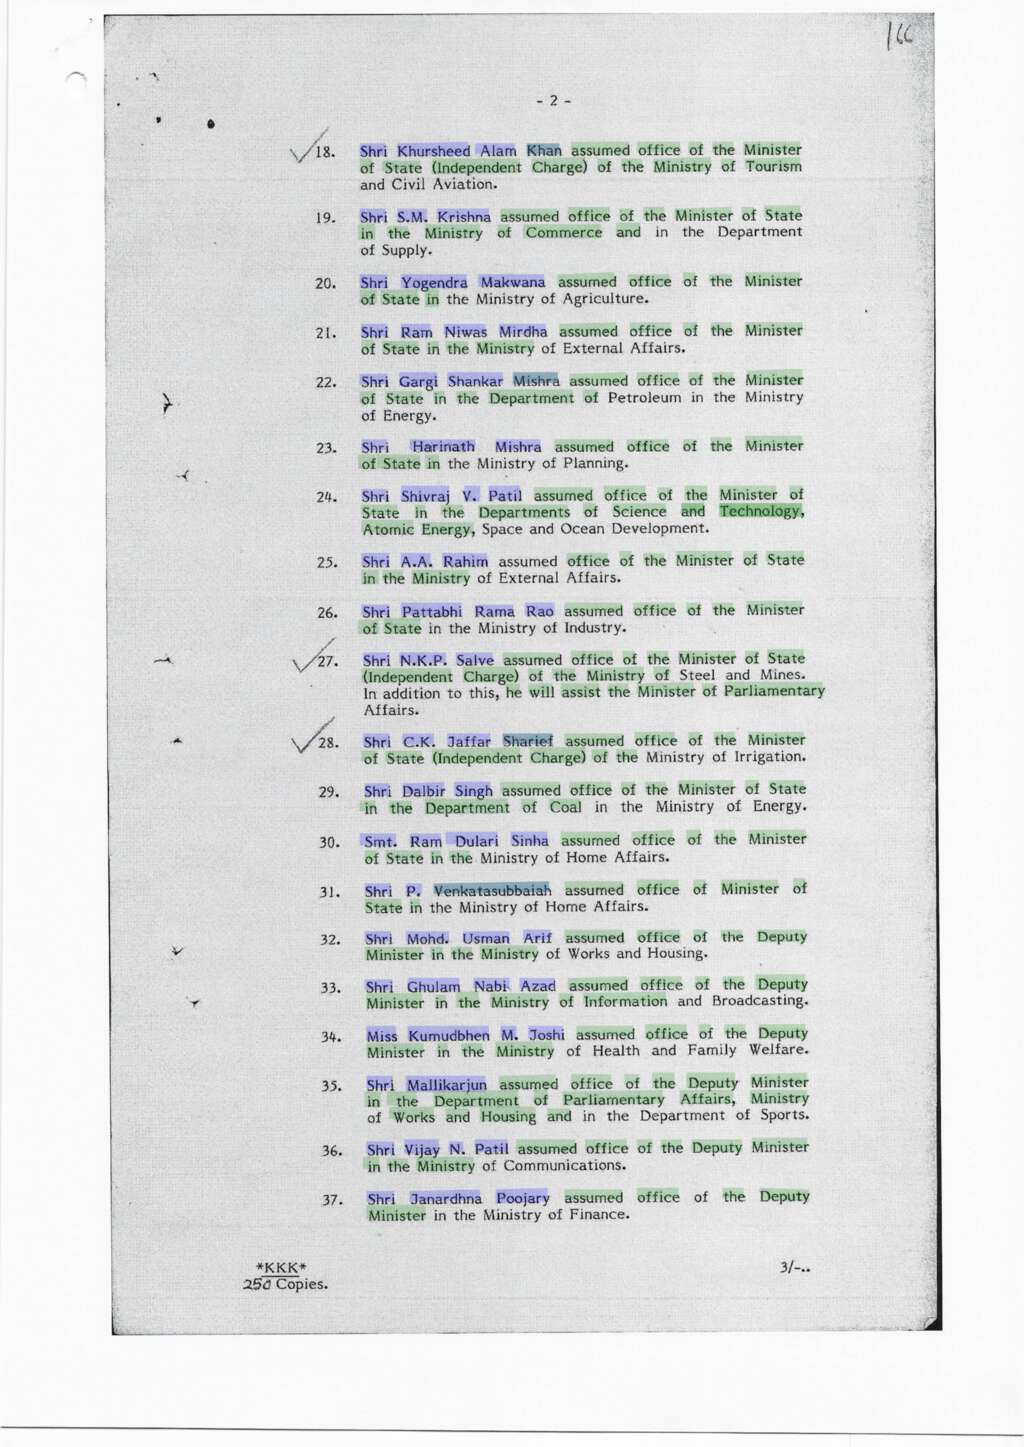 166
- 2 -
18. Shri Khursheed Alam Khan assumed office of the Minister
of State (Independent Charge) of the Ministry of Tourism
and Civil Aviation.
19. Shri S.M. Krishna assumed office of the Minister of State
in the Ministry of Commerce and in the Department
of Supply.
20. Shri Yogendra Makwana assumed office of the Minister
of State in the Ministry of Agriculture.
21. Shri Ram Niwas Mirdha assumed office of the Minister
of State in the Ministry of External Affairs.
22. Shri Gargi Shankar Mishra assumed office of the Minister
of State in the Department of Petroleum in the Ministry
of Energy.
23. Shri Harinath Mishra assumed office of the Minister
of State in the Ministry of Planning.
24. Shri Shivraj V. Patil assumed office of the Minister of
State in the Departments of Science and Technology,
Atomic Energy, Space and Ocean Development.
25. Shri A.A. Rahim assumed office of the Minister of State
in the Ministry of External Affairs.
26. Shri Pattabhi Rama Rao assumed office of the Minister
of State in the Ministry of Industry.
27. Shri N.K.P. Salve assumed office of the Minister of State
(Independent Charge) of the Ministry of Steel and Mines.
In addition to this, he will assist the Minister of Parliamentary
Affairs.
28. Shri C.K. Jaffar Sharief assumed office of the Minister
of State (Independent Charge) of the Ministry of Irrigation.
29. Shri Dalbir Singh assumed office of the Minister of State
in the Department of Coal in the Ministry of Energy.
30. Smt. Ram Dulari Sinha assumed office of the Minister
of State in the Ministry of Home Affairs.
31. Shri P. Venkatasubbaiah assumed office of Minister of
State in the Ministry of Home Affairs.
32. Shri Mohd. Usman Arif assumed office of the Deputy
Minister in the Ministry of Works and Housing.
33. Shri Ghulam Nabi Azad assumed office of the Deputy
Minister in the Ministry of Information and Broadcasting.
34. Miss Kumudbhen M. Joshi assumed office of the Deputy
Minister in the Ministry of Health and Family Welfare.
35. Shri Mallikarjun assumed office of the Deputy Minister
in the Department of Parliamentary Affairs, Ministry
of Works and Housing and in the Department of Sports.
36. Shri Vijay N. Patil assumed office of the Deputy Minister
in the Ministry of Communications.
37. Shri Janardhna Poojary assumed office of the Deputy
Minister in the Ministry of Finance.
*KKK* 3/-..
250 Copies.